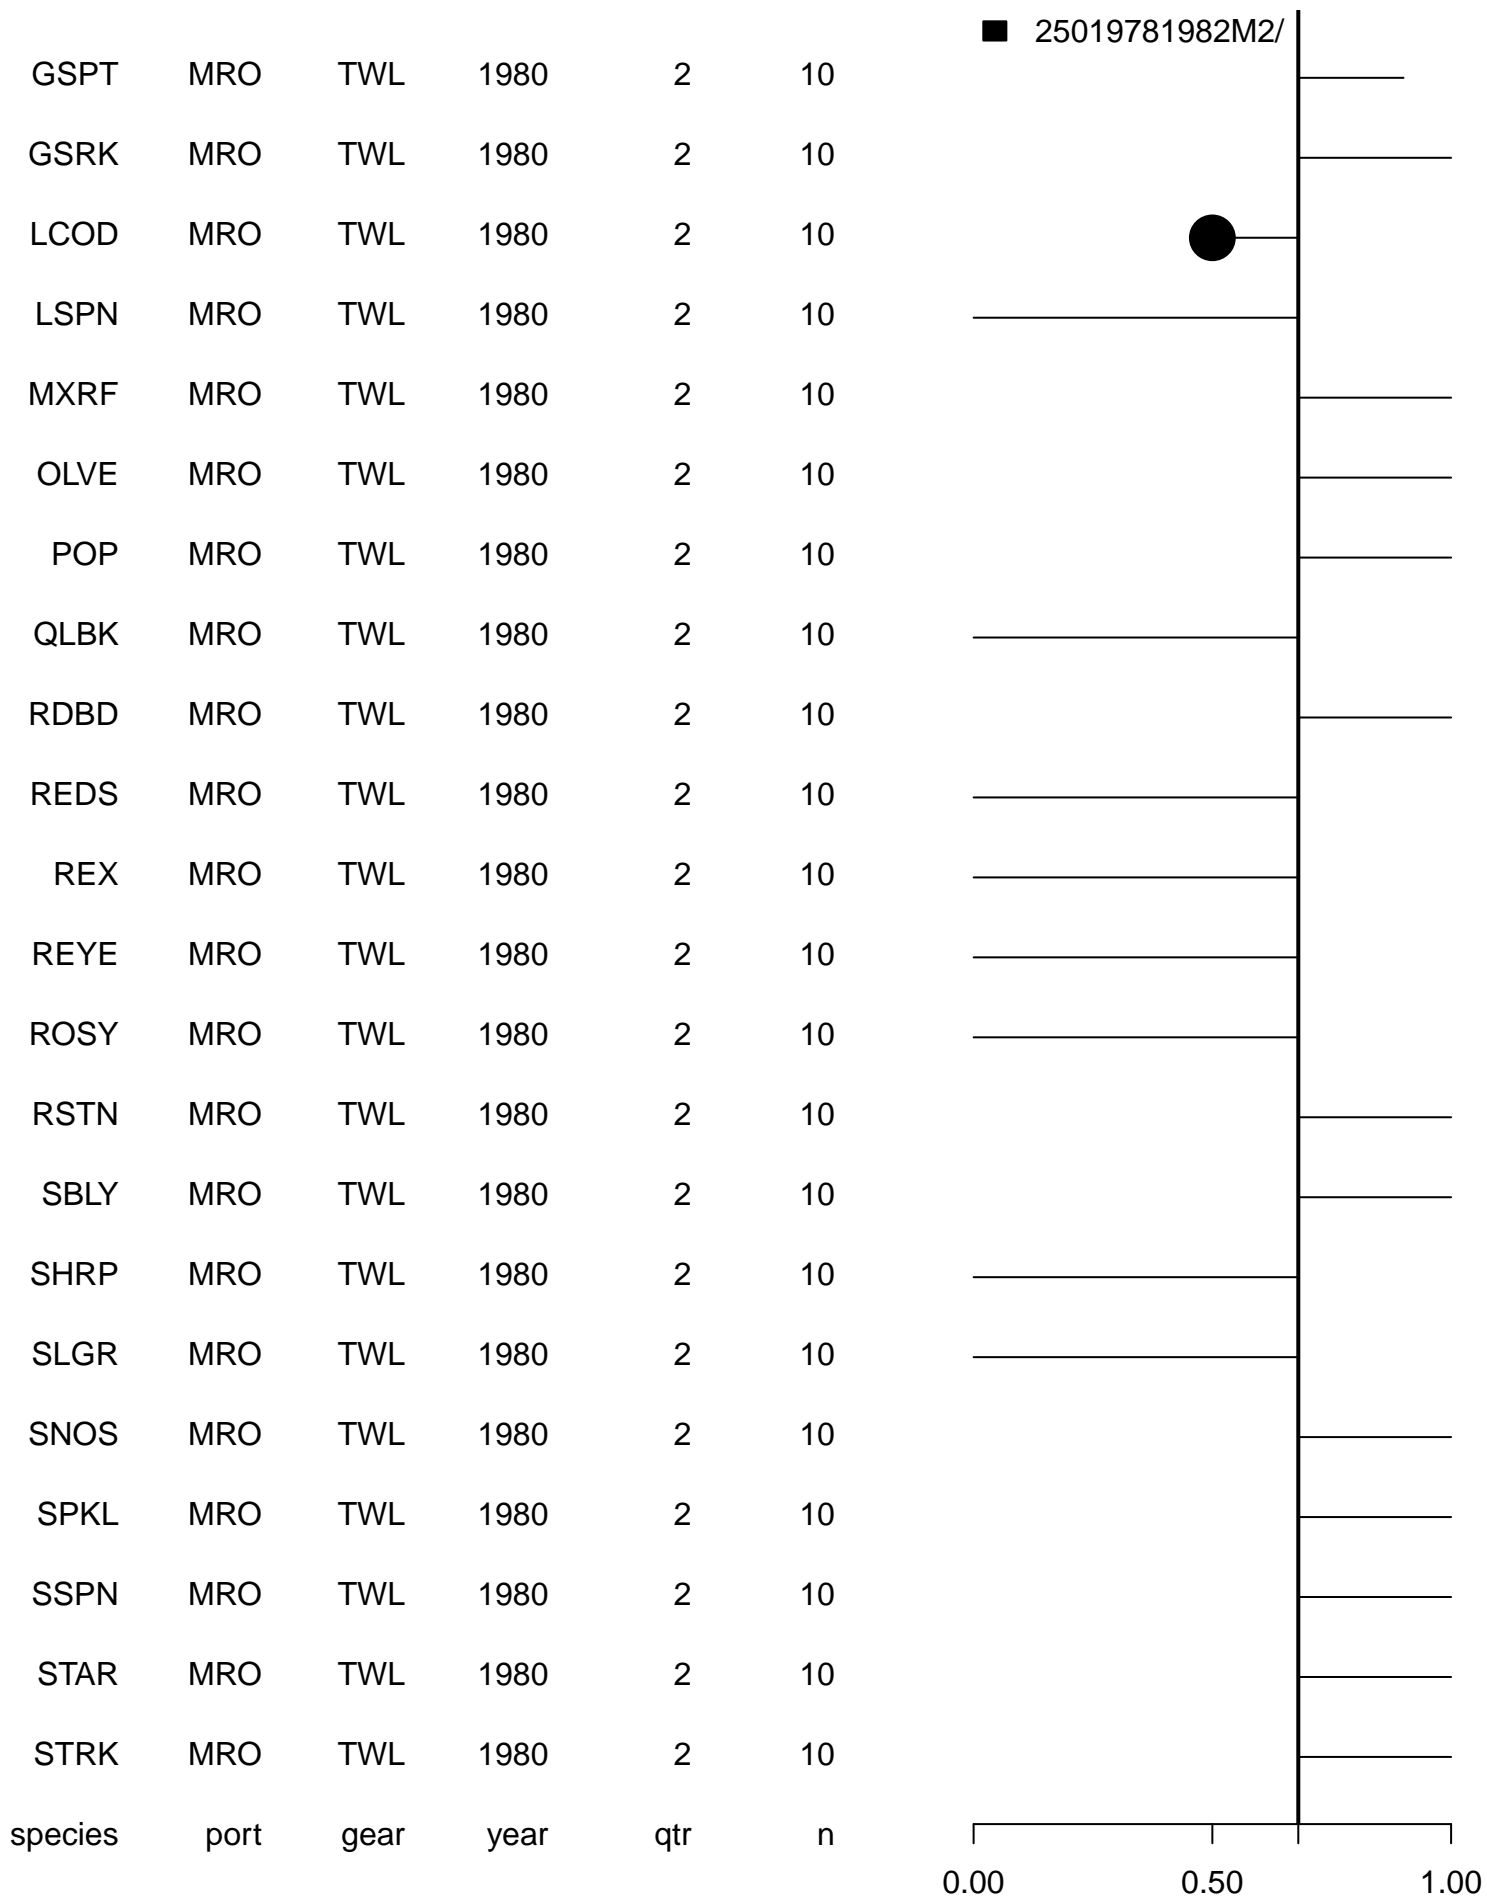 25019781982M2/
GSPT MRO TWL 1980 2 10
GSRK MRO TWL 1980 2 10
LCOD MRO TWL 1980 2 10
LSPN MRO TWL 1980 2 10
MXRF MRO TWL 1980 2 10
OLVE MRO TWL 1980 2 10
POP MRO TWL 1980 2 10
QLBK MRO TWL 1980 2 10
RDBD MRO TWL 1980 2 10
REDS MRO TWL 1980 2 10
REX MRO TWL 1980 2 10
REYE MRO TWL 1980 2 10
ROSY MRO TWL 1980 2 10
RSTN MRO TWL 1980 2 10
SBLY MRO TWL 1980 2 10
SHRP MRO TWL 1980 2 10
SLGR MRO TWL 1980 2 10
SNOS MRO TWL 1980 2 10
SPKL MRO TWL 1980 2 10
SSPN MRO TWL 1980 2 10
STAR MRO TWL 1980 2 10
STRK MRO TWL 1980 2 10
species port gear year qtr n
0.00 0.50 1.00